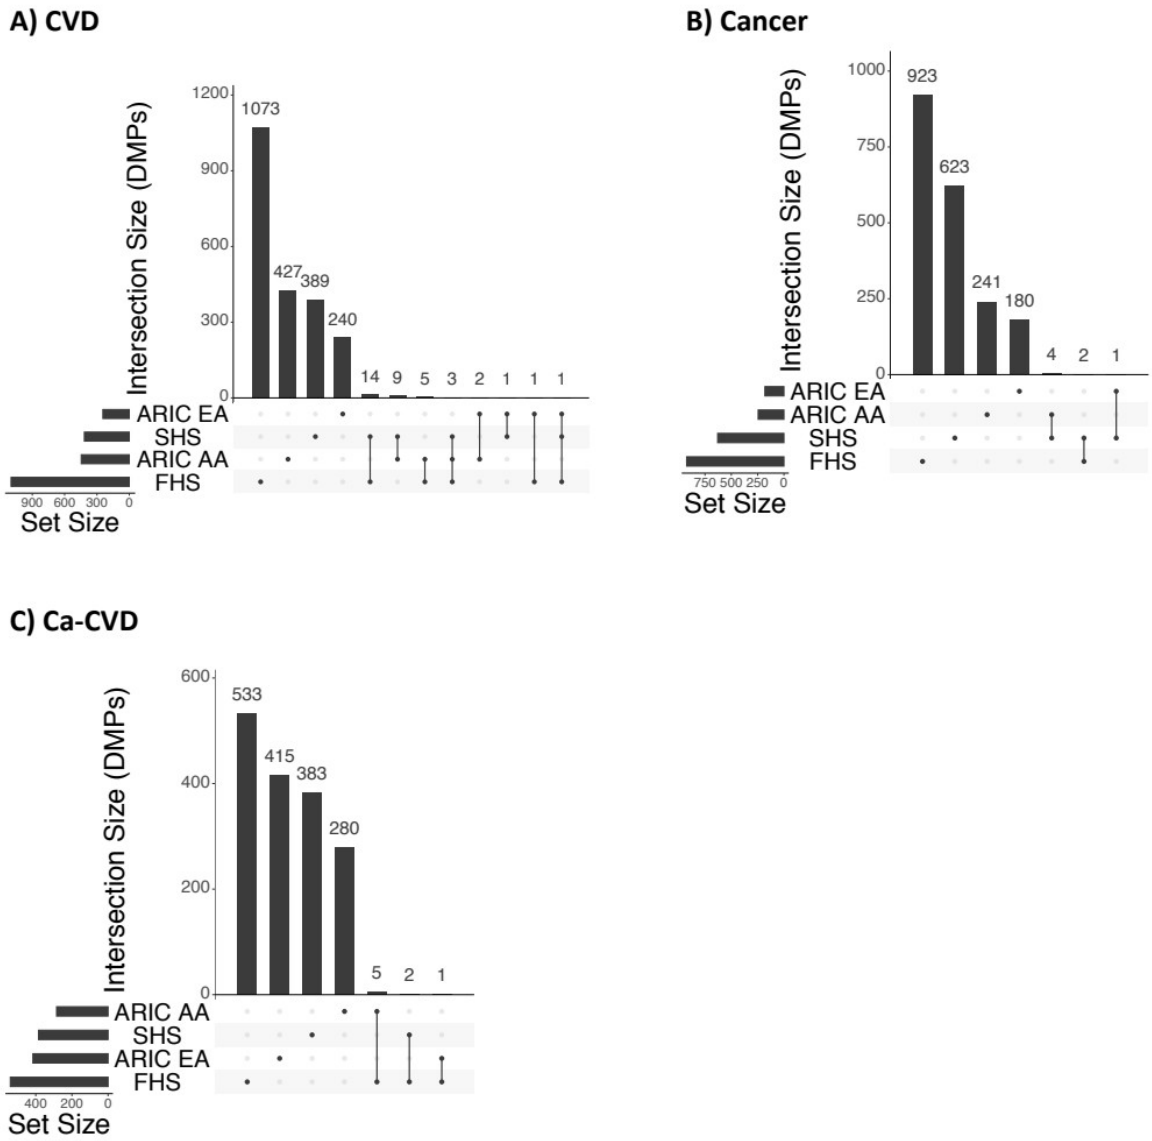 A) CVD
Intersection Size (DMPs)
1200
900
600
300
0
1073
427
389
240
14 9 5 3 2 1 1 1
ARIC EA
SHS
ARIC AA
FHS
900 600 300 0
Set Size
B) Cancer
Intersection Size (DMPs)
1000
750
500
250
0
923
623
241
180
4 2 1
ARIC EA
ARIC AA
SHS
FHS
750 500 250 0
Set Size
C) Ca-CVD
Intersection Size (DMPs)
600
400
200
0
533
415
383
280
5 2 1
ARIC AA
SHS
ARIC EA
FHS
400 200 0
Set Size